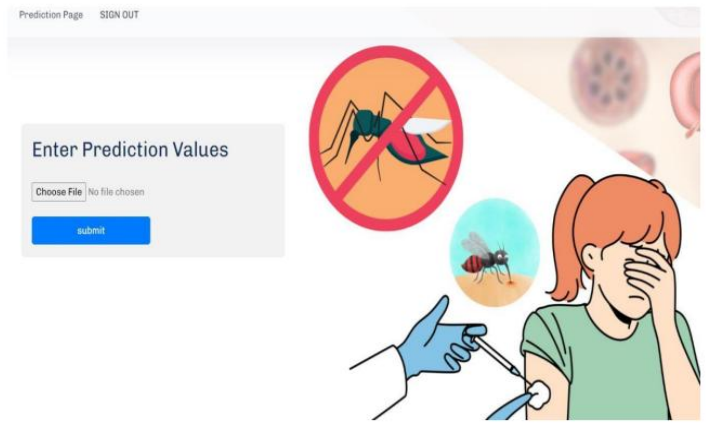 Prediction Page SIGN OUT
Enter Prediction Values
Choose File No file chosen
submit